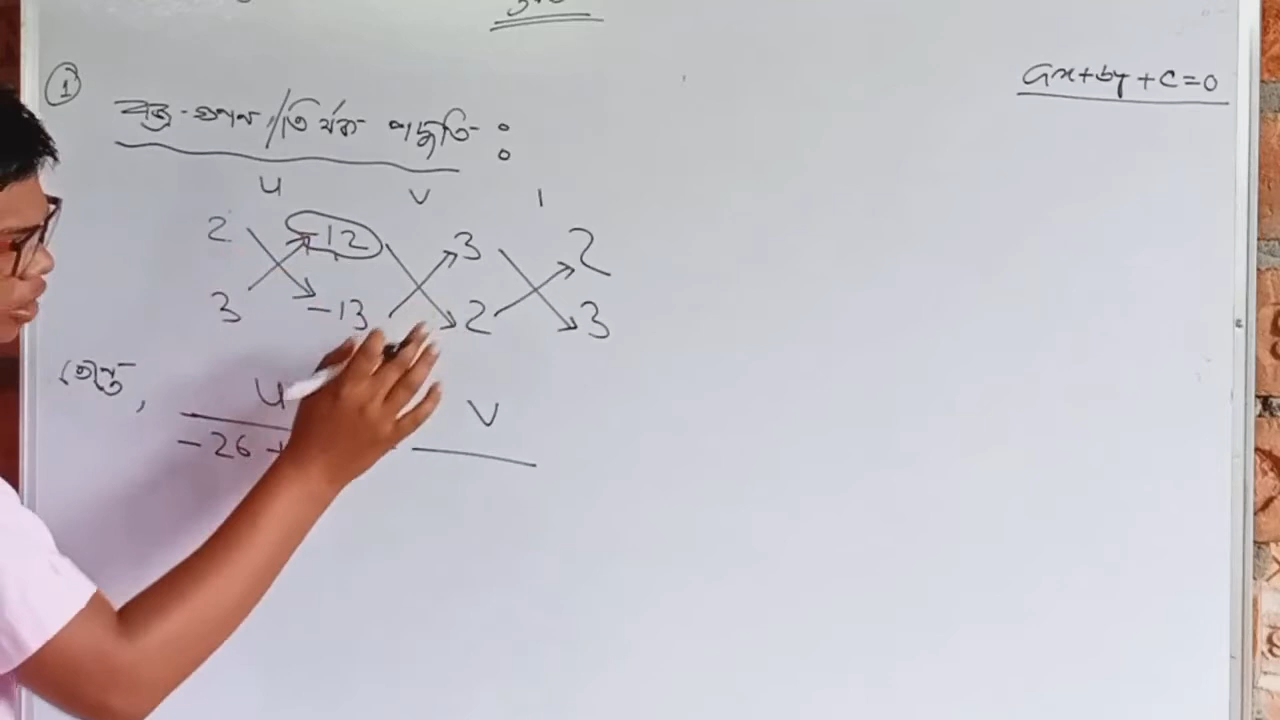 ax+by+c=0
①
বজ্র-গুণন/তির্যক পদ্ধতি :
u v 1
2 -12 3 2
3 -13 2 3
u v
-26 +